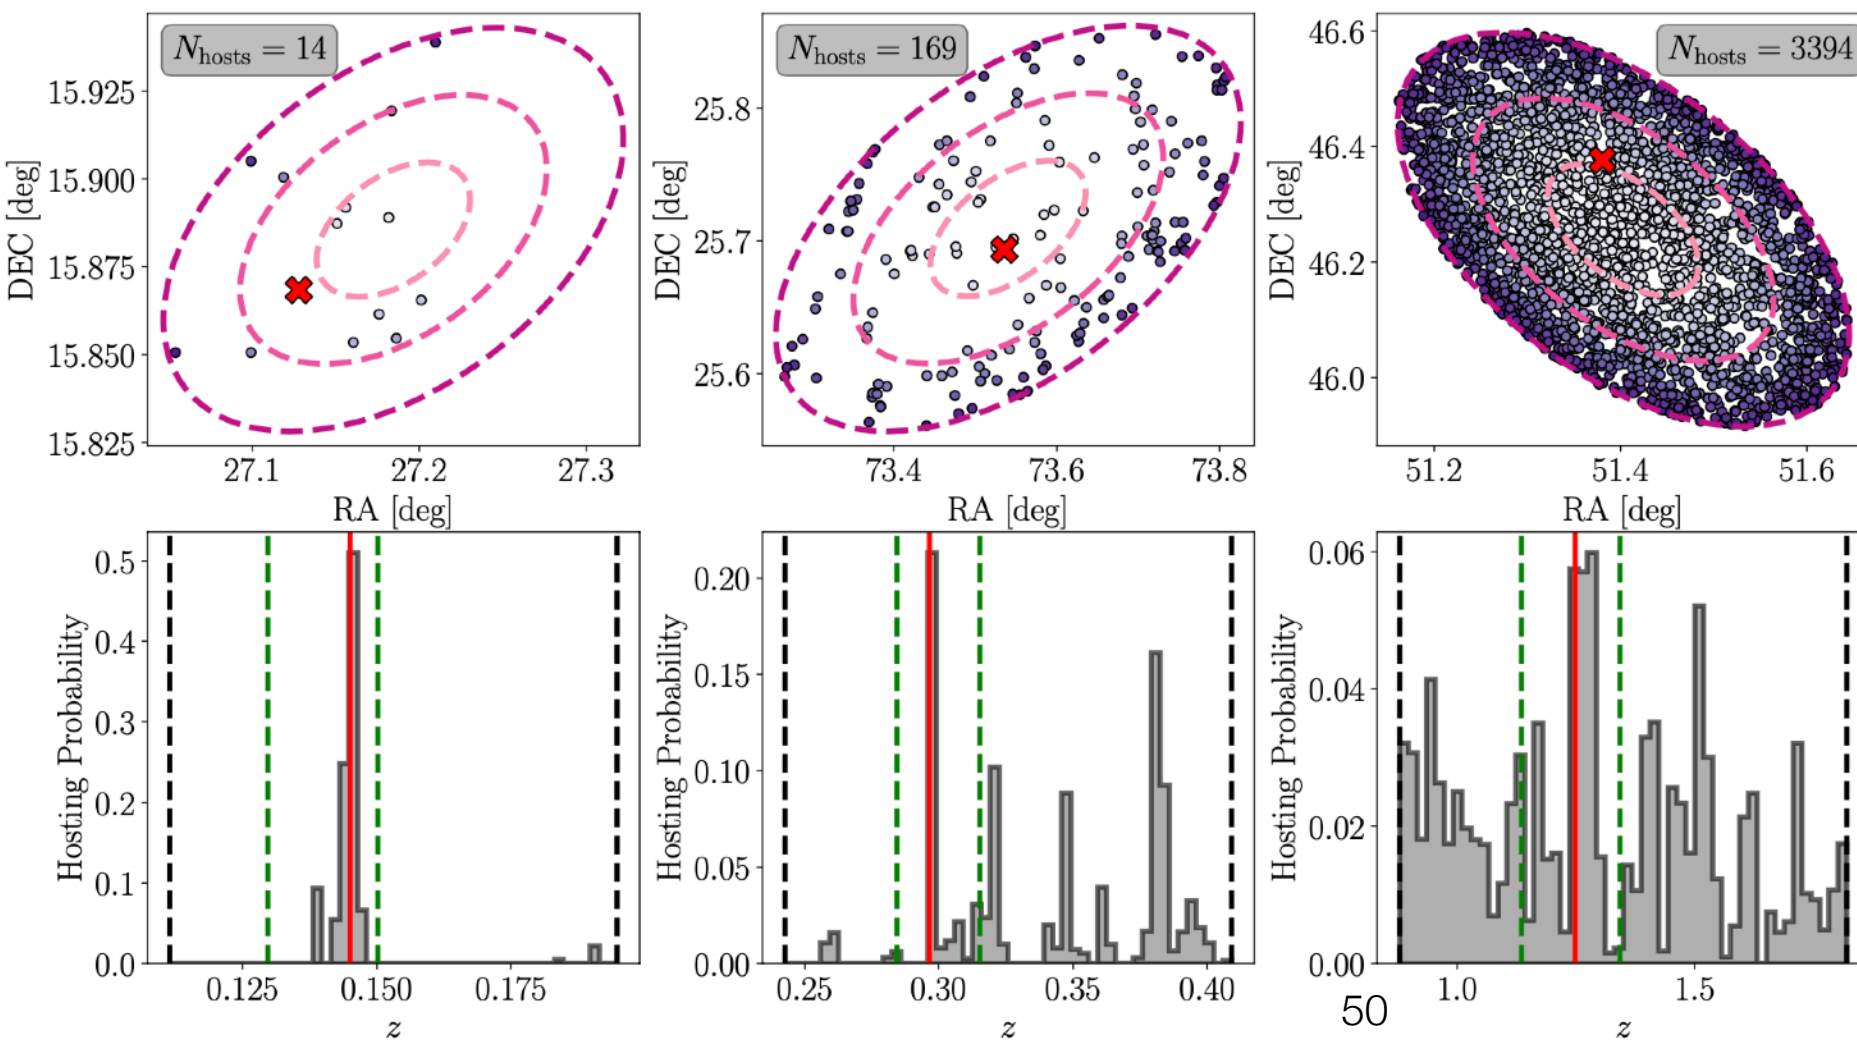 N_hosts = 14
N_hosts = 169
N_hosts = 3394
DEC [deg]
15.925
15.900
15.875
15.850
15.825
27.1 27.2 27.3
RA [deg]
DEC [deg]
25.8
25.7
25.6
73.4 73.6 73.8
RA [deg]
DEC [deg]
46.6
46.4
46.2
46.0
51.2 51.4 51.6
RA [deg]
Hosting Probability
0.5
0.4
0.3
0.2
0.1
0.0
0.125 0.150 0.175
z
Hosting Probability
0.20
0.15
0.10
0.05
0.00
0.25 0.30 0.35 0.40
z
Hosting Probability
0.06
0.04
0.02
0.00
1.0 1.5
z
50